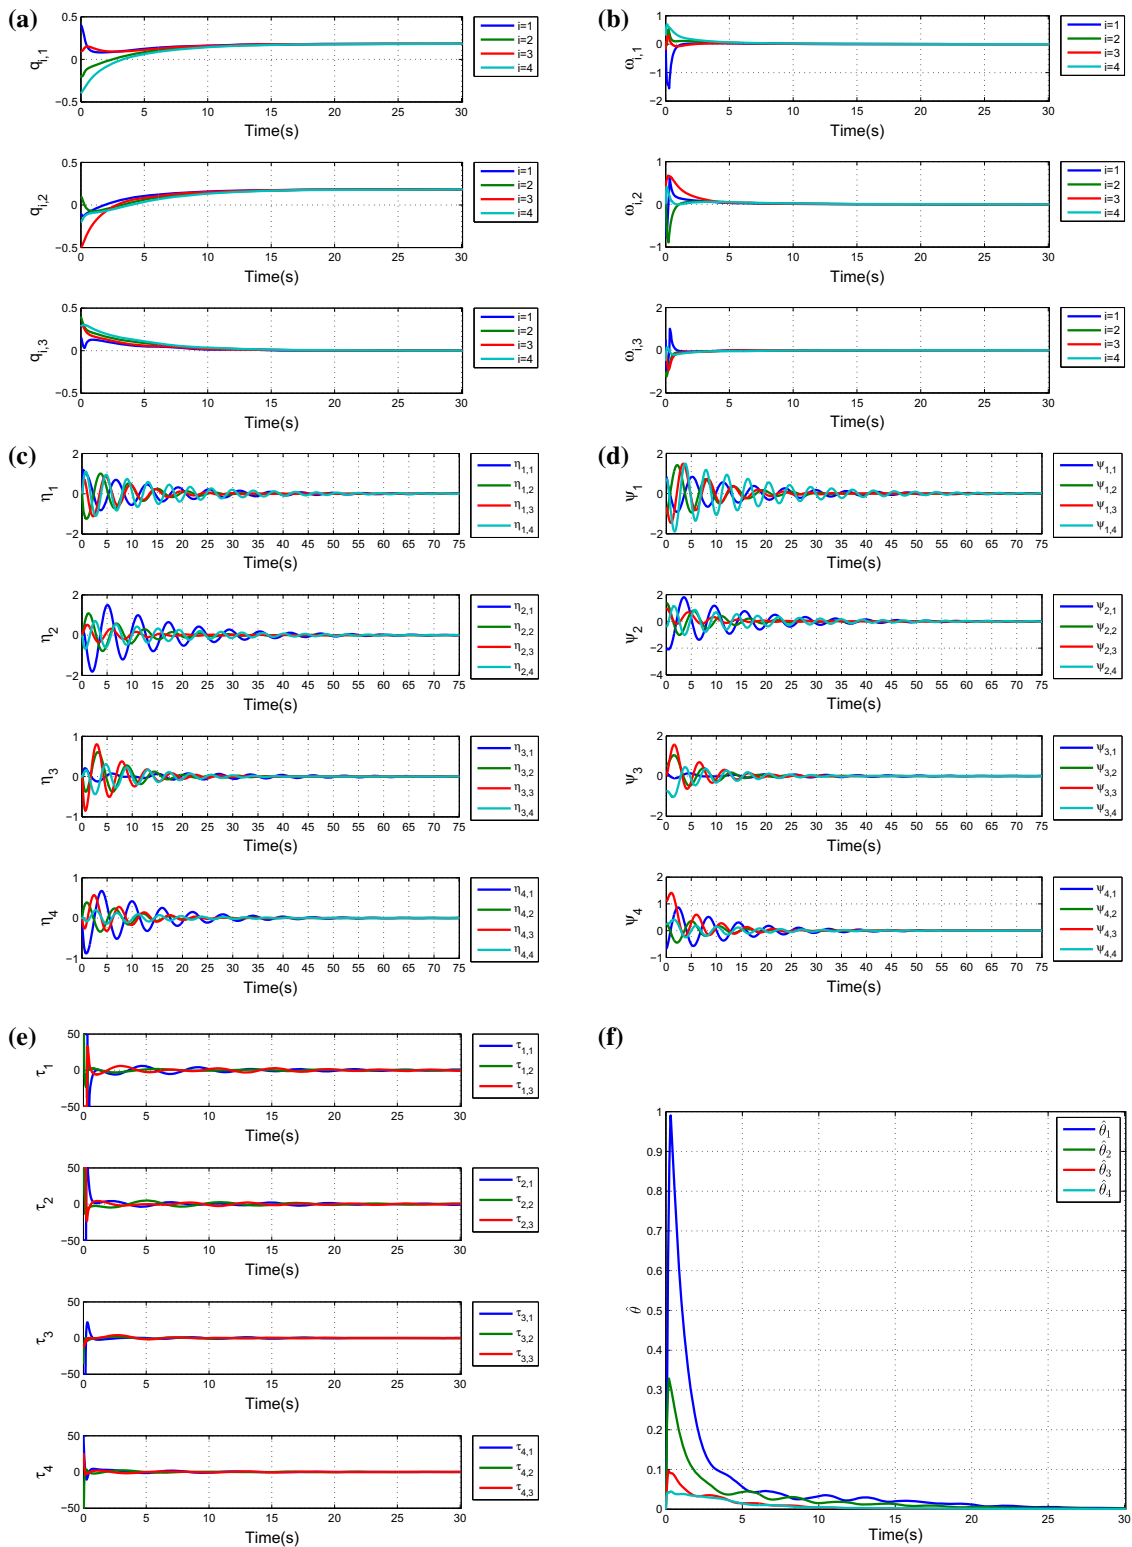 (a)
0.5
0
−0.5
q_{i,1}
0 5 10 15 20 25 30
Time(s)
i=1
i=2
i=3
i=4
0.5
0
−0.5
q_{i,2}
0 5 10 15 20 25 30
Time(s)
i=1
i=2
i=3
i=4
0.5
0
−0.5
q_{i,3}
0 5 10 15 20 25 30
Time(s)
i=1
i=2
i=3
i=4
(b)
1
0
−1
−2
ω_{i,1}
0 5 10 15 20 25 30
Time(s)
i=1
i=2
i=3
i=4
1
0
−1
ω_{i,2}
0 5 10 15 20 25 30
Time(s)
i=1
i=2
i=3
i=4
2
0
−2
ω_{i,3}
0 5 10 15 20 25 30
Time(s)
i=1
i=2
i=3
i=4
(c)
2
0
−2
η_1
0 5 10 15 20 25 30 35 40 45 50 55 60 65 70 75
Time(s)
η_{1,1}
η_{1,2}
η_{1,3}
η_{1,4}
2
0
−2
η_2
0 5 10 15 20 25 30 35 40 45 50 55 60 65 70 75
Time(s)
η_{2,1}
η_{2,2}
η_{2,3}
η_{2,4}
1
0
−1
η_3
0 5 10 15 20 25 30 35 40 45 50 55 60 65 70 75
Time(s)
η_{3,1}
η_{3,2}
η_{3,3}
η_{3,4}
1
0
−1
η_4
0 5 10 15 20 25 30 35 40 45 50 55 60 65 70 75
Time(s)
η_{4,1}
η_{4,2}
η_{4,3}
η_{4,4}
(d)
2
0
−2
ψ_1
0 5 10 15 20 25 30 35 40 45 50 55 60 65 70 75
Time(s)
ψ_{1,1}
ψ_{1,2}
ψ_{1,3}
ψ_{1,4}
2
0
−2
−4
ψ_2
0 5 10 15 20 25 30 35 40 45 50 55 60 65 70 75
Time(s)
ψ_{2,1}
ψ_{2,2}
ψ_{2,3}
ψ_{2,4}
2
0
−2
ψ_3
0 5 10 15 20 25 30 35 40 45 50 55 60 65 70 75
Time(s)
ψ_{3,1}
ψ_{3,2}
ψ_{3,3}
ψ_{3,4}
2
1
0
−1
ψ_4
0 5 10 15 20 25 30 35 40 45 50 55 60 65 70 75
Time(s)
ψ_{4,1}
ψ_{4,2}
ψ_{4,3}
ψ_{4,4}
(e)
50
0
−50
τ_1
0 5 10 15 20 25 30
Time(s)
τ_{1,1}
τ_{1,2}
τ_{1,3}
50
0
−50
τ_2
0 5 10 15 20 25 30
Time(s)
τ_{2,1}
τ_{2,2}
τ_{2,3}
50
0
−50
τ_3
0 5 10 15 20 25 30
Time(s)
τ_{3,1}
τ_{3,2}
τ_{3,3}
50
0
−50
τ_4
0 5 10 15 20 25 30
Time(s)
τ_{4,1}
τ_{4,2}
τ_{4,3}
(f)
1
0.9
0.8
0.7
0.6
0.5
0.4
0.3
0.2
0.1
0
θ̂
0 5 10 15 20 25 30
Time(s)
θ̂_1
θ̂_2
θ̂_3
θ̂_4